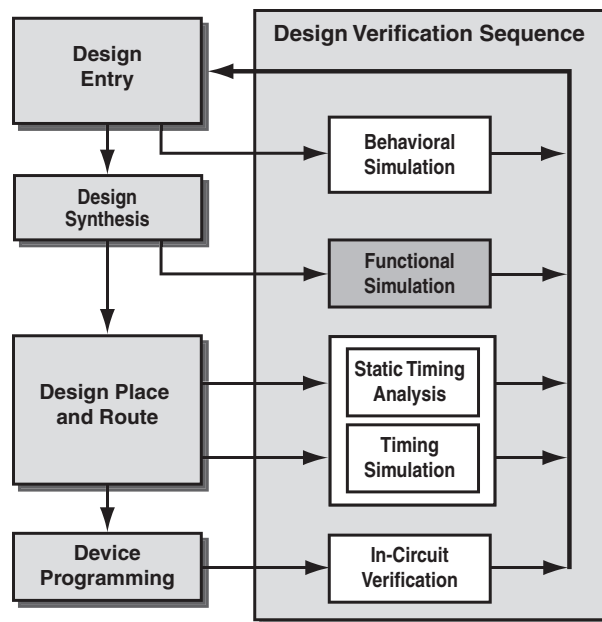 Design Verification Sequence
Design
Entry
Behavioral
Simulation
Design
Synthesis
Functional
Simulation
Design Place
and Route
Static Timing
Analysis
Timing
Simulation
Device
Programming
In-Circuit
Verification